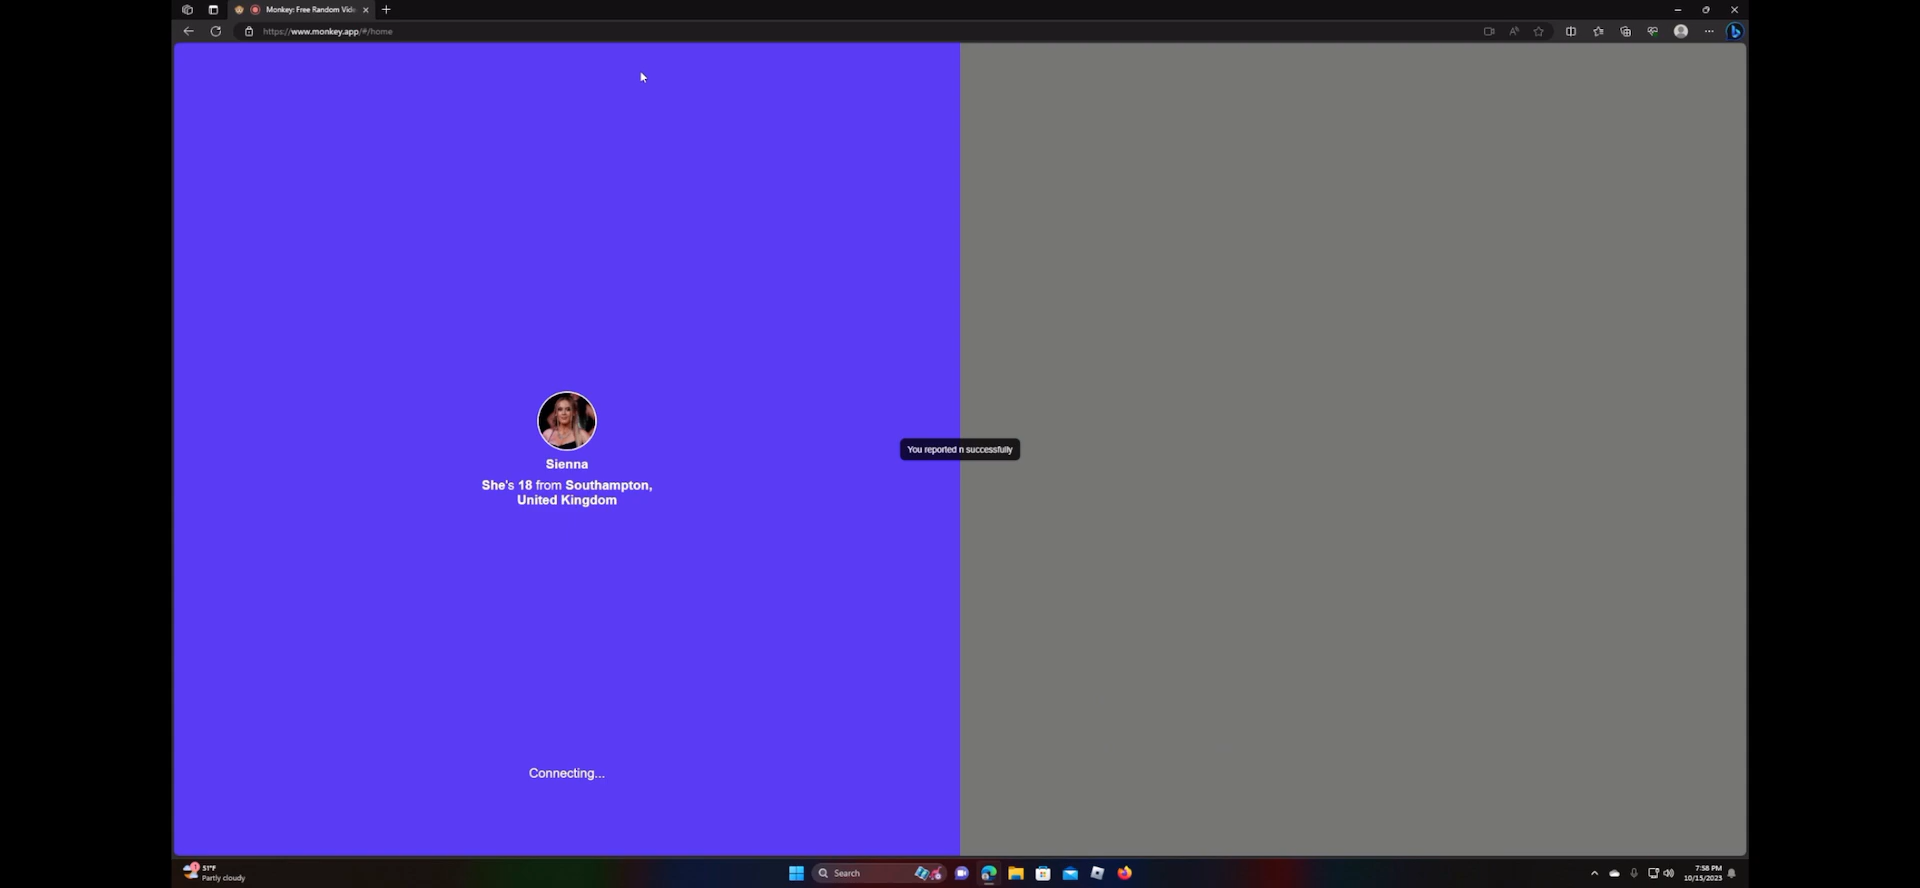 Monkey: Free Random Vid
https://www.monkey.app/#/home
Sienna
She's 18 from Southampton,
United Kingdom
You reported n successfully
Connecting...
51°F
Partly cloudy
Search
7:58 PM
10/15/2023